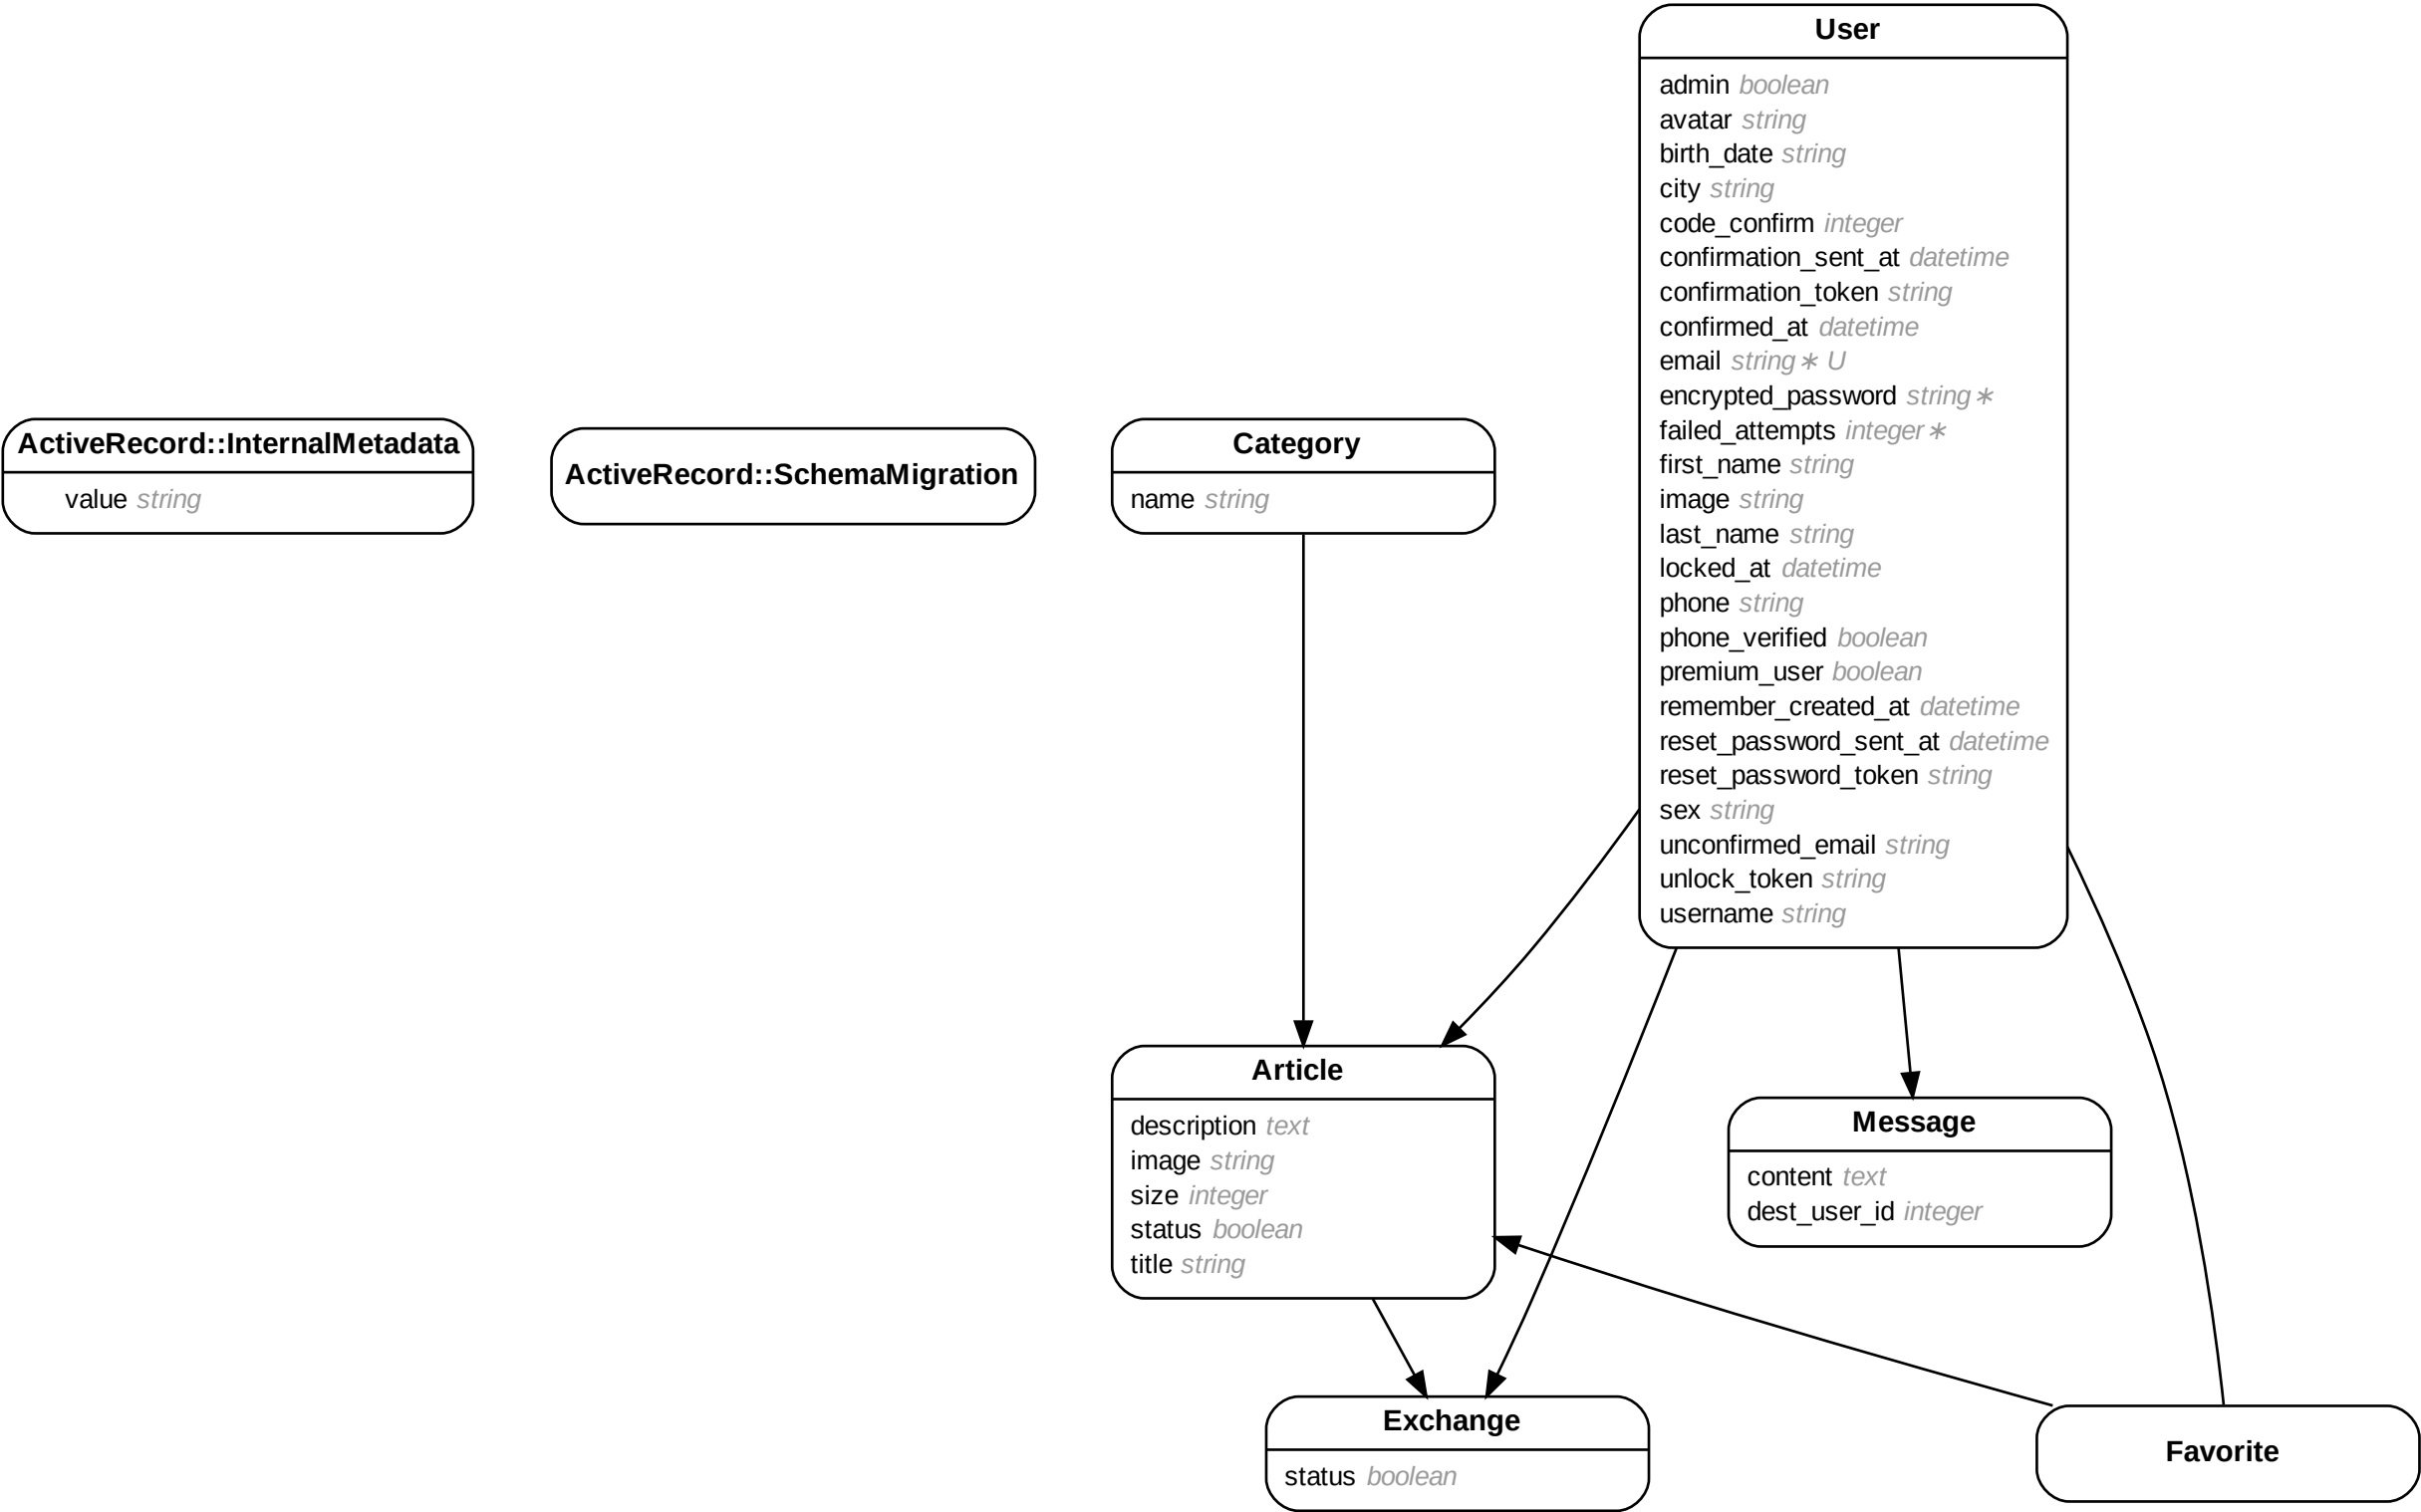 User
admin boolean
avatar string
birth_date string
city string
code_confirm integer
confirmation_sent_at datetime
confirmation_token string
confirmed_at datetime
email string∗ U
encrypted_password string∗
failed_attempts integer∗
first_name string
image string
last_name string
locked_at datetime
phone string
phone_verified boolean
premium_user boolean
remember_created_at datetime
reset_password_sent_at datetime
reset_password_token string
sex string
unconfirmed_email string
unlock_token string
username string
ActiveRecord::InternalMetadata
value string
ActiveRecord::SchemaMigration
Category
name string
Article
description text
image string
size integer
status boolean
title string
Message
content text
dest_user_id integer
Exchange
status boolean
Favorite